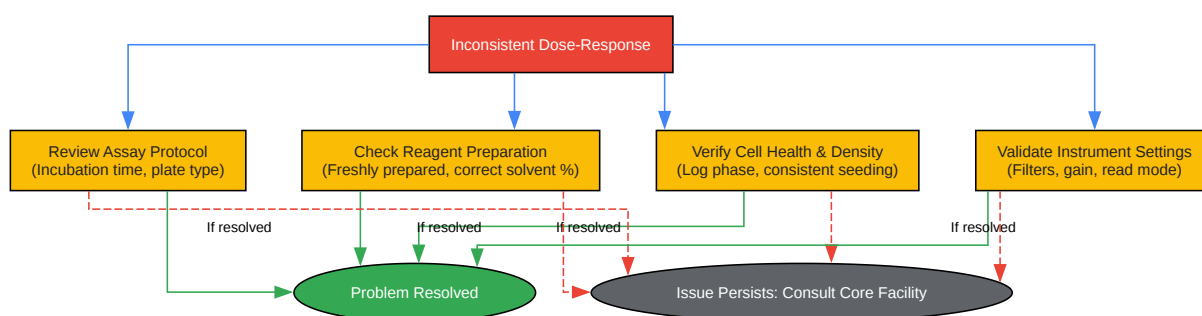 Inconsistent Dose-Response
Review Assay Protocol
(Incubation time, plate type)
Check Reagent Preparation
(Freshly prepared, correct solvent %)
Verify Cell Health & Density
(Log phase, consistent seeding)
Validate Instrument Settings
(Filters, gain, read mode)
If resolved
If resolved
If resolved
If resolved
Problem Resolved
Issue Persists: Consult Core Facility